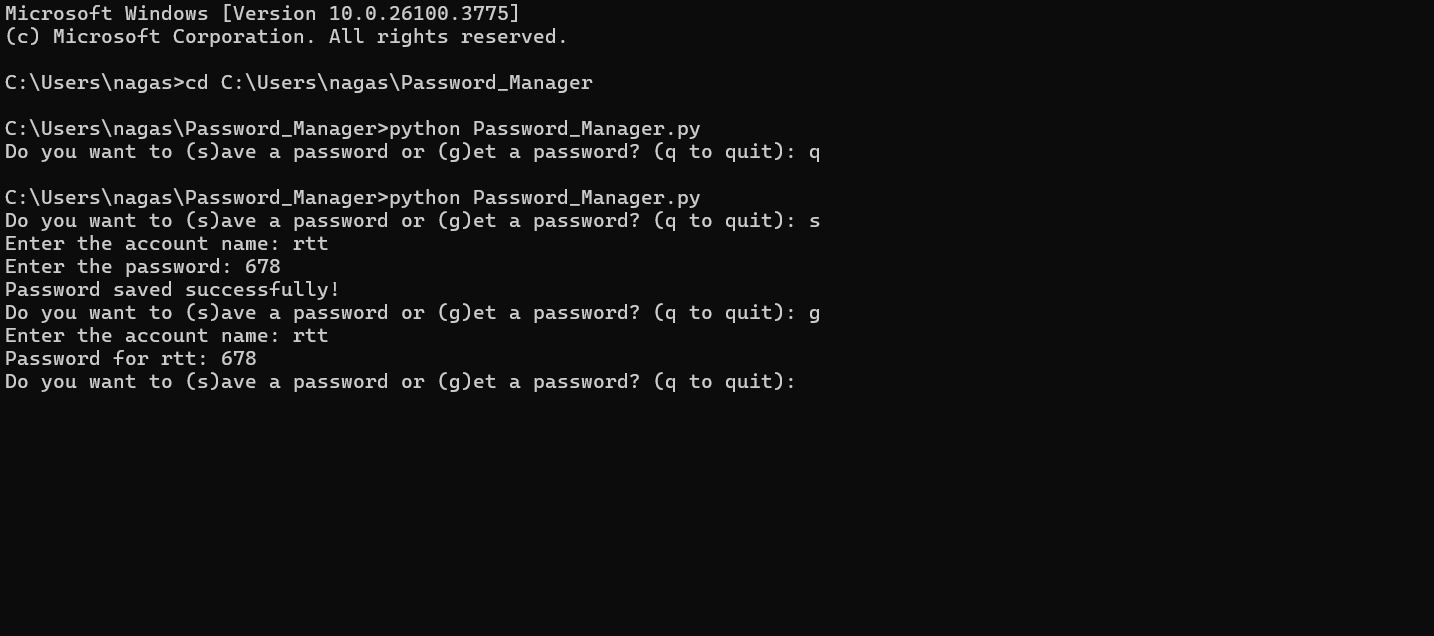 Microsoft Windows [Version 10.0.26100.3775]
(c) Microsoft Corporation. All rights reserved.
C:\Users\nagas>cd C:\Users\nagas\Password_Manager
C:\Users\nagas\Password_Manager>python Password_Manager.py
Do you want to (s)ave a password or (g)et a password? (q to quit): q
C:\Users\nagas\Password_Manager>python Password_Manager.py
Do you want to (s)ave a password or (g)et a password? (q to quit): s
Enter the account name: rtt
Enter the password: 678
Password saved successfully!
Do you want to (s)ave a password or (g)et a password? (q to quit): g
Enter the account name: rtt
Password for rtt: 678
Do you want to (s)ave a password or (g)et a password? (q to quit):